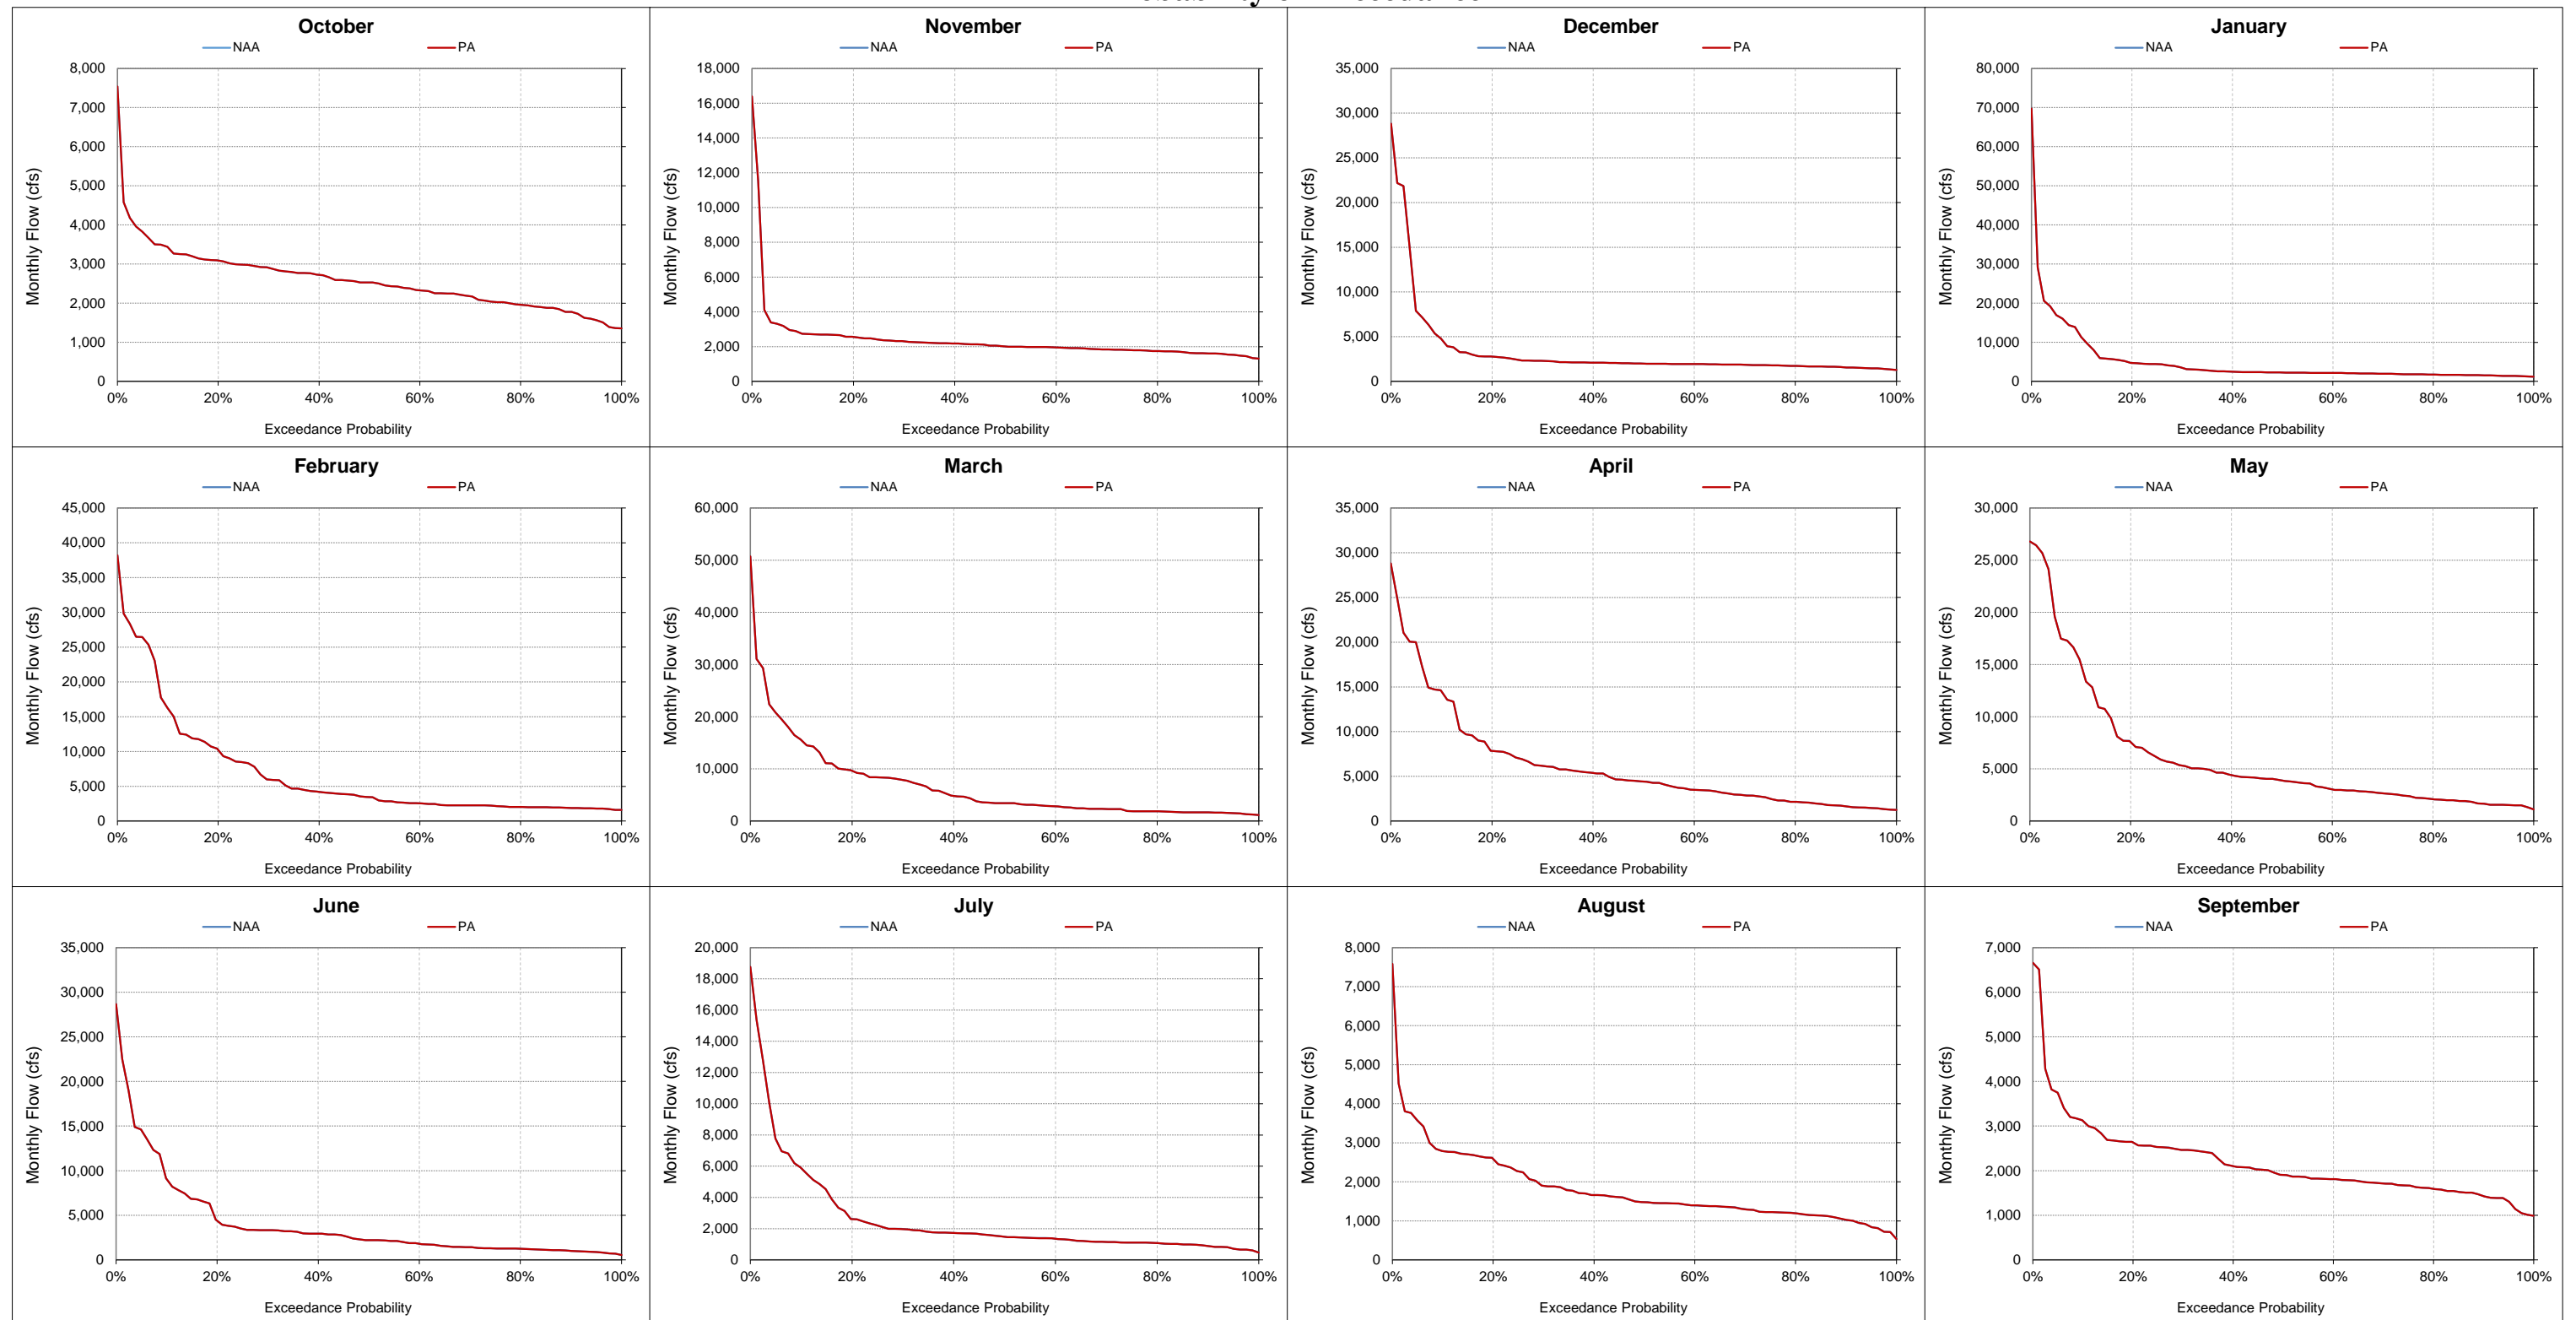 October
NAA PA
8,000
7,000
6,000
5,000
4,000
3,000
2,000
1,000
0
0% 20% 40% 60% 80% 100%
Monthly Flow (cfs)
Exceedance Probability
November
NAA PA
18,000
16,000
14,000
12,000
10,000
8,000
6,000
4,000
2,000
0
0% 20% 40% 60% 80% 100%
Monthly Flow (cfs)
Exceedance Probability
December
NAA PA
35,000
30,000
25,000
20,000
15,000
10,000
5,000
0
0% 20% 40% 60% 80% 100%
Monthly Flow (cfs)
Exceedance Probability
January
NAA PA
80,000
70,000
60,000
50,000
40,000
30,000
20,000
10,000
0
0% 20% 40% 60% 80% 100%
Monthly Flow (cfs)
Exceedance Probability
February
NAA PA
45,000
40,000
35,000
30,000
25,000
20,000
15,000
10,000
5,000
0
0% 20% 40% 60% 80% 100%
Monthly Flow (cfs)
Exceedance Probability
March
NAA PA
60,000
50,000
40,000
30,000
20,000
10,000
0
0% 20% 40% 60% 80% 100%
Monthly Flow (cfs)
Exceedance Probability
April
NAA PA
35,000
30,000
25,000
20,000
15,000
10,000
5,000
0
0% 20% 40% 60% 80% 100%
Monthly Flow (cfs)
Exceedance Probability
May
NAA PA
30,000
25,000
20,000
15,000
10,000
5,000
0
0% 20% 40% 60% 80% 100%
Monthly Flow (cfs)
Exceedance Probability
June
NAA PA
35,000
30,000
25,000
20,000
15,000
10,000
5,000
0
0% 20% 40% 60% 80% 100%
Monthly Flow (cfs)
Exceedance Probability
July
NAA PA
20,000
18,000
16,000
14,000
12,000
10,000
8,000
6,000
4,000
2,000
0
0% 20% 40% 60% 80% 100%
Monthly Flow (cfs)
Exceedance Probability
August
NAA PA
8,000
7,000
6,000
5,000
4,000
3,000
2,000
1,000
0
0% 20% 40% 60% 80% 100%
Monthly Flow (cfs)
Exceedance Probability
September
NAA PA
7,000
6,000
5,000
4,000
3,000
2,000
1,000
0
0% 20% 40% 60% 80% 100%
Monthly Flow (cfs)
Exceedance Probability